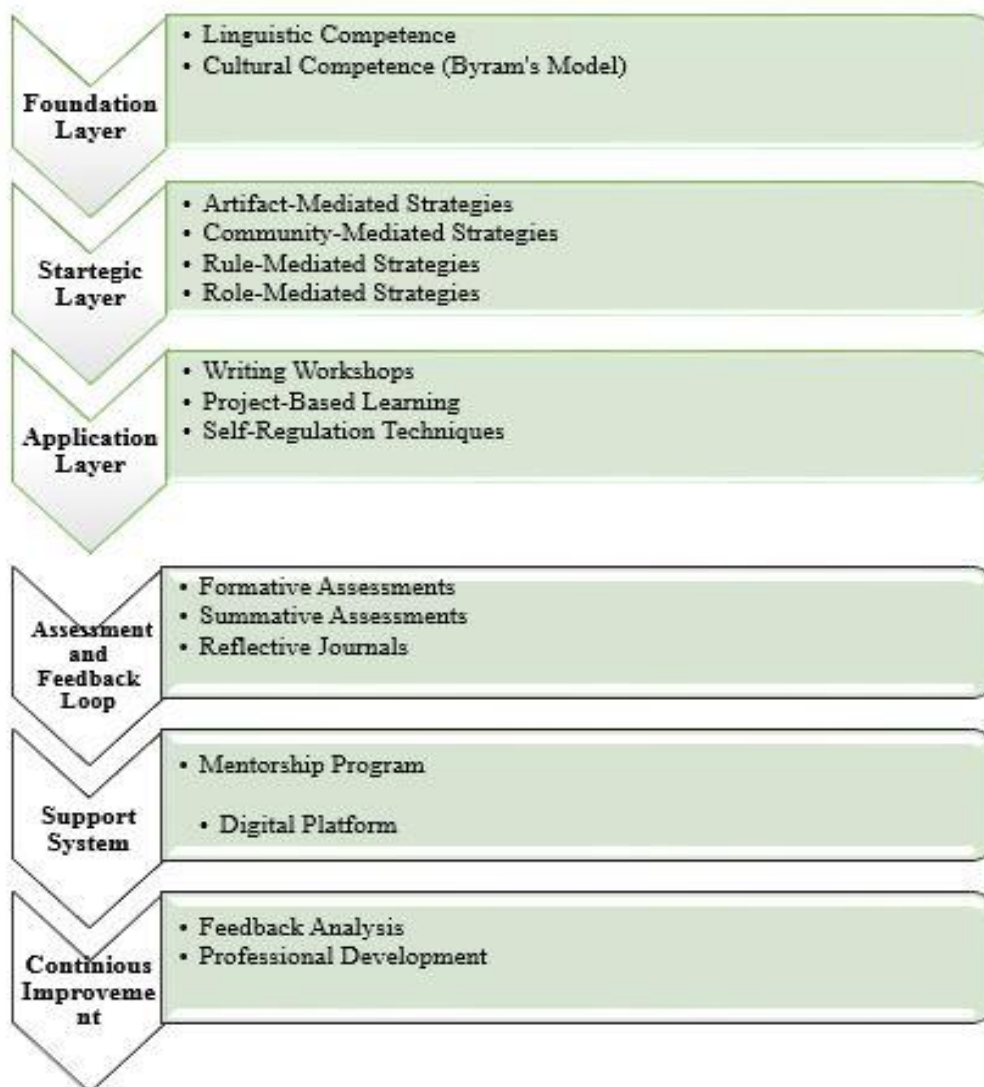 Foundation
Layer
• Linguistic Competence
• Cultural Competence (Byram's Model)
Startegic
Layer
• Artifact-Mediated Strategies
• Community-Mediated Strategies
• Rule-Mediated Strategies
• Role-Mediated Strategies
Application
Layer
• Writing Workshops
• Project-Based Learning
• Self-Regulation Techniques
Assessment
and
Feedback
Loop
• Formative Assessments
• Summative Assessments
• Reflective Journals
Support
System
• Mentorship Program
• Digital Platform
Continious
Improveme
nt
• Feedback Analysis
• Professional Development